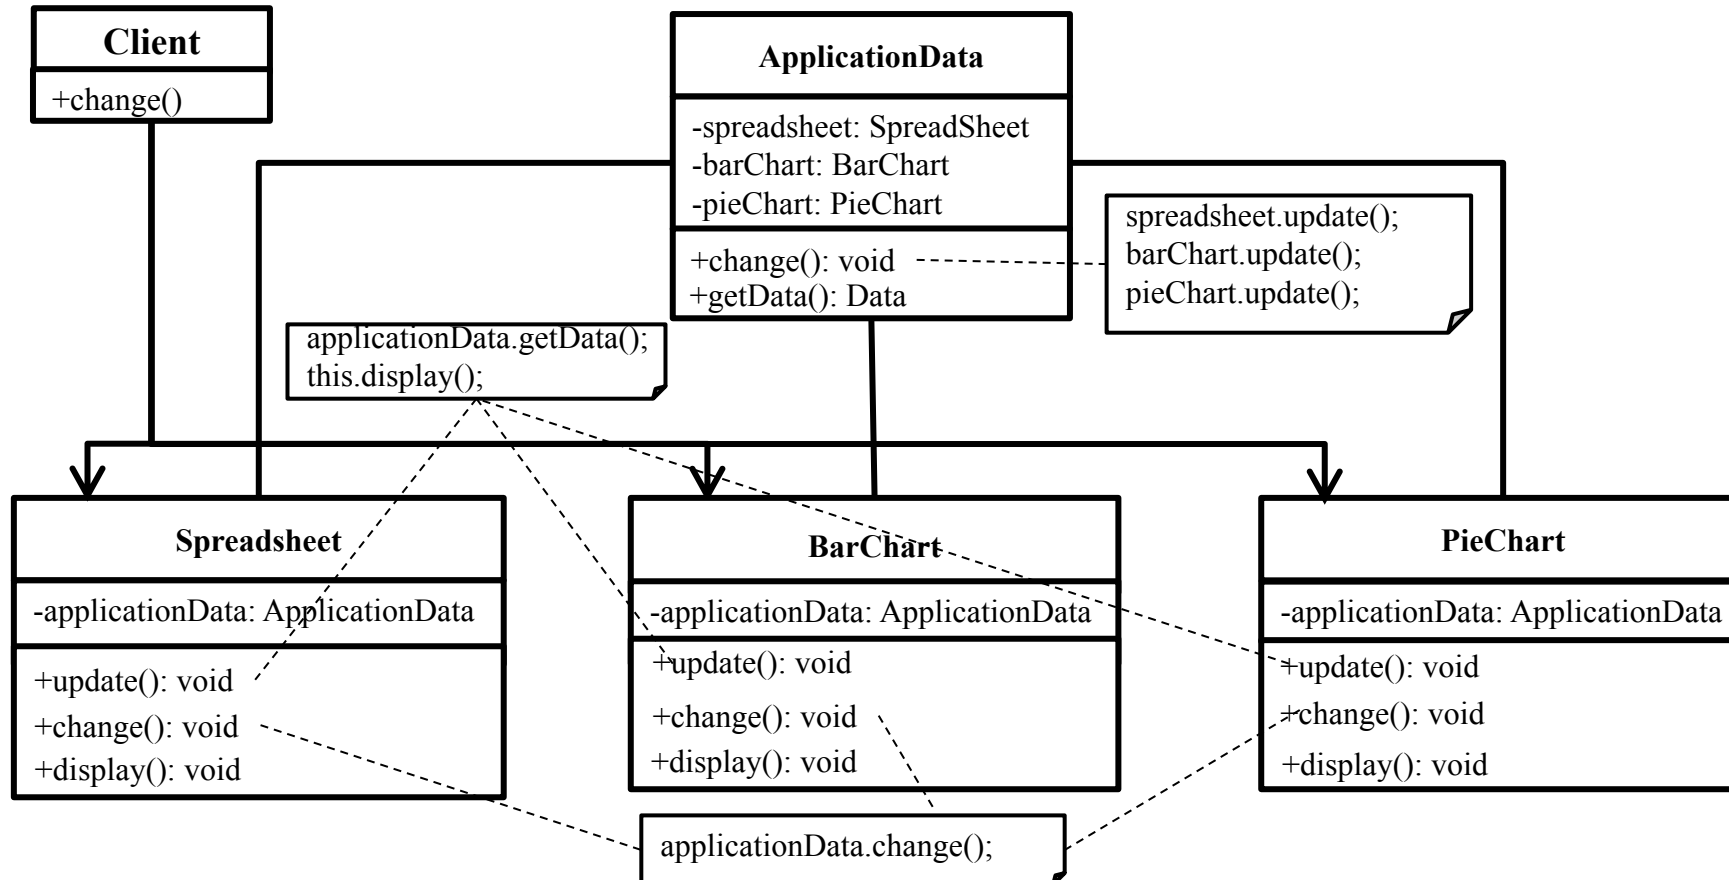 Client
+change()
ApplicationData
-spreadsheet: SpreadSheet
-barChart: BarChart
-pieChart: PieChart
+change(): void
+getData(): Data
spreadsheet.update();
barChart.update();
pieChart.update();
applicationData.getData();
this.display();
Spreadsheet
-applicationData: ApplicationData
+update(): void
+change(): void
+display(): void
BarChart
-applicationData: ApplicationData
+update(): void
+change(): void
+display(): void
PieChart
-applicationData: ApplicationData
+update(): void
+change(): void
+display(): void
applicationData.change();